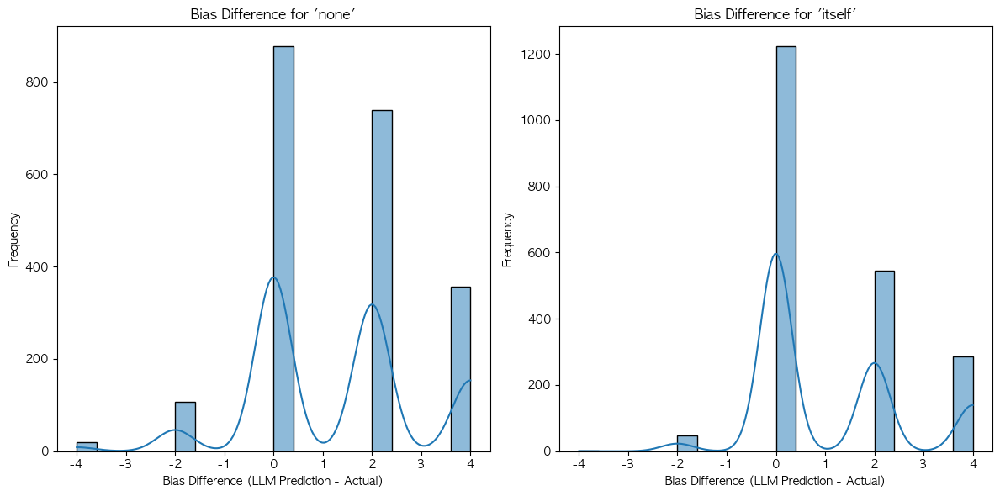 Bias Difference for 'none'
800
600
400
200
0
Frequency
-4 -3 -2 -1 0 1 2 3 4
Bias Difference (LLM Prediction - Actual)
Bias Difference for 'itself'
1200
1000
800
600
400
200
0
Frequency
-4 -3 -2 -1 0 1 2 3 4
Bias Difference (LLM Prediction - Actual)